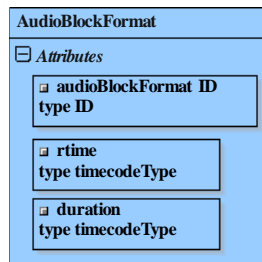 AudioBlockFormat
Attributes
audioBlockFormat ID
type ID
rtime
type timecodeType
duration
type timecodeType